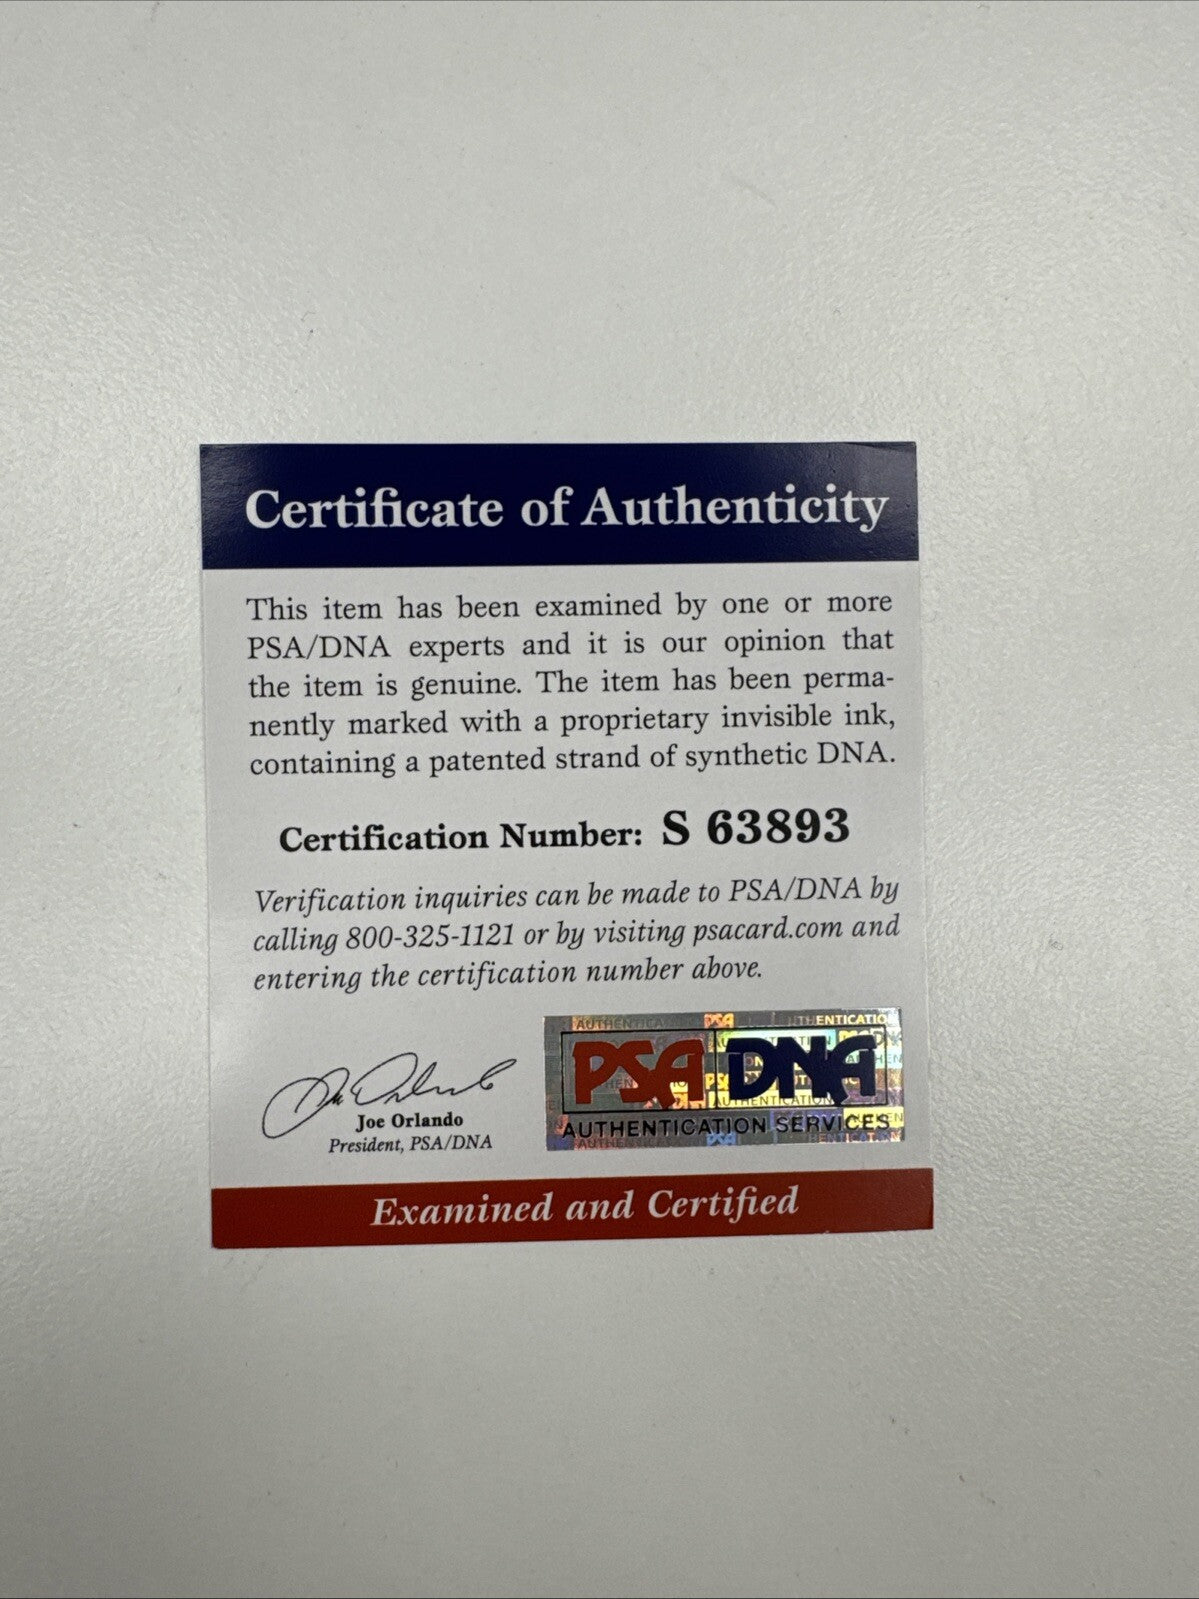 Certificate of Authenticity
This item has been examined by one or more
PSA/DNA experts and it is our opinion that
the item is genuine. The item has been perma-
nently marked with a proprietary invisible ink,
containing a patented strand of synthetic DNA.
Certification Number: S 63893
Verification inquiries can be made to PSA/DNA by
calling 800-325-1121 or by visiting psacard.com and
entering the certification number above.
Joe Orlando
President, PSA/DNA
PSA DNA
AUTHENTICATION SERVICES
Examined and Certified